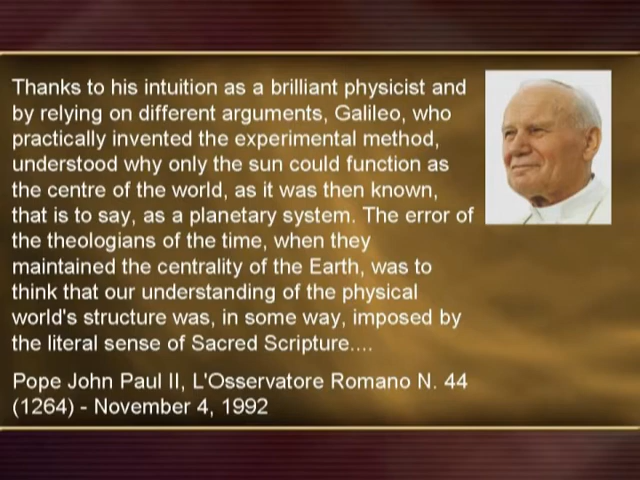 Thanks to his intuition as a brilliant physicist and
by relying on different arguments, Galileo, who
practically invented the experimental method,
understood why only the sun could function as
the centre of the world, as it was then known,
that is to say, as a planetary system. The error of
the theologians of the time, when they
maintained the centrality of the Earth, was to
think that our understanding of the physical
world's structure was, in some way, imposed by
the literal sense of Sacred Scripture....
Pope John Paul II, L'Osservatore Romano N. 44
(1264) - November 4, 1992